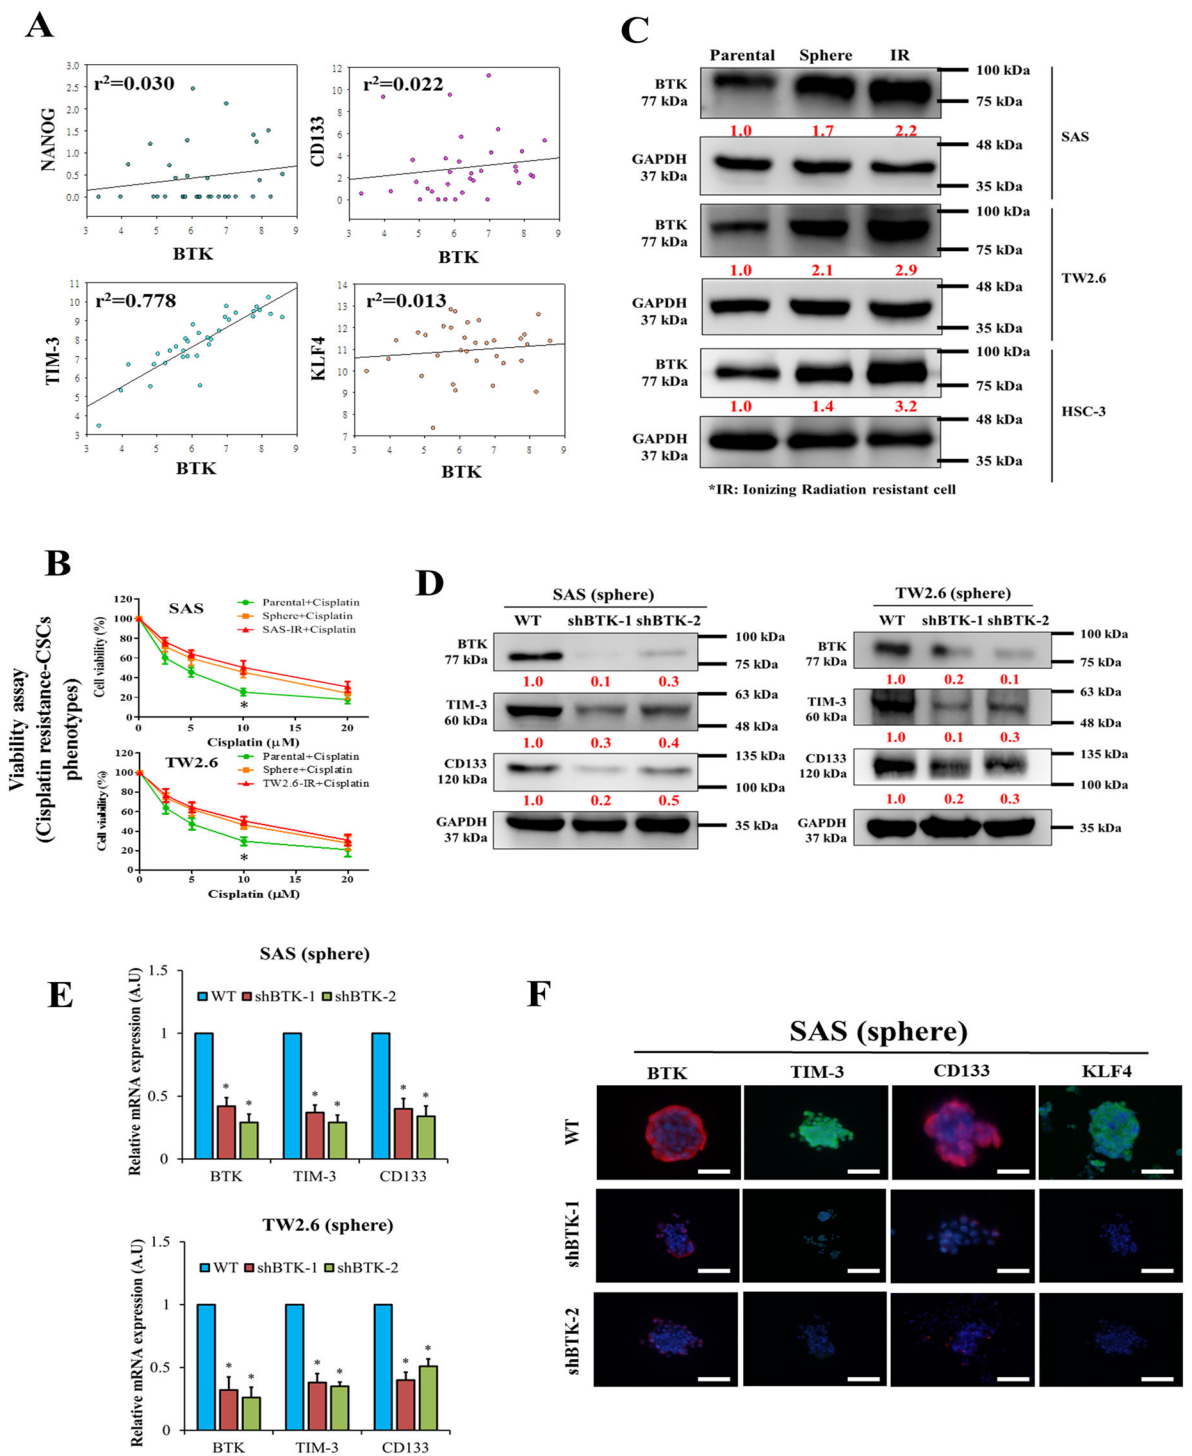 A
r²=0.030
NANOG
3.0
2.5
2.0
1.5
1.0
0.5
0.0
3 4 5 6 7 8 9
BTK
r²=0.022
CD133
12
10
8
6
4
2
0
3 4 5 6 7 8 9
BTK
r²=0.778
TIM-3
11
10
9
8
7
6
5
4
3
3 4 5 6 7 8 9
BTK
r²=0.013
KLF4
14
13
12
11
10
9
8
7
3 4 5 6 7 8 9
BTK
B
Viability assay
(Cisplatin resistance-CSCs
phenotypes)
SAS
Parental+Cisplatin
Sphere+Cisplatin
SAS-IR+Cisplatin
Cell viability (%)
120
100
80
60
40
20
0
*
0 5 10 15 20
Cisplatin (μM)
TW2.6
Parental+Cisplatin
Sphere+Cisplatin
TW2.6-IR+Cisplatin
Cell viability (%)
120
100
80
60
40
20
0
*
0 5 10 15 20
Cisplatin (μM)
C
Parental Sphere IR
BTK
77 kDa
100 kDa
75 kDa
1.0 1.7 2.2
GAPDH
37 kDa
48 kDa
35 kDa
SAS
BTK
77 kDa
100 kDa
75 kDa
1.0 2.1 2.9
GAPDH
37 kDa
48 kDa
35 kDa
TW2.6
BTK
77 kDa
100 kDa
75 kDa
1.0 1.4 3.2
GAPDH
37 kDa
48 kDa
35 kDa
HSC-3
*IR: Ionizing Radiation resistant cell
D
SAS (sphere)
WT shBTK-1 shBTK-2
BTK
77 kDa
100 kDa
75 kDa
1.0 0.1 0.3
TIM-3
60 kDa
63 kDa
48 kDa
1.0 0.3 0.4
CD133
120 kDa
135 kDa
100 kDa
1.0 0.2 0.5
GAPDH
37 kDa
35 kDa
TW2.6 (sphere)
WT shBTK-1 shBTK-2
BTK
77 kDa
100 kDa
75 kDa
1.0 0.2 0.1
TIM-3
60 kDa
63 kDa
48 kDa
1.0 0.1 0.3
CD133
120 kDa
135 kDa
100 kDa
1.0 0.2 0.3
GAPDH
37 kDa
35 kDa
E
SAS (sphere)
Relative mRNA expression (A.U)
1.5
1
0.5
0
WT shBTK-1 shBTK-2
* * * * * *
BTK TIM-3 CD133
TW2.6 (sphere)
Relative mRNA expression (A.U)
1.5
1
0.5
0
WT shBTK-1 shBTK-2
* * * * * *
BTK TIM-3 CD133
F
SAS (sphere)
BTK TIM-3 CD133 KLF4
WT
shBTK-1
shBTK-2